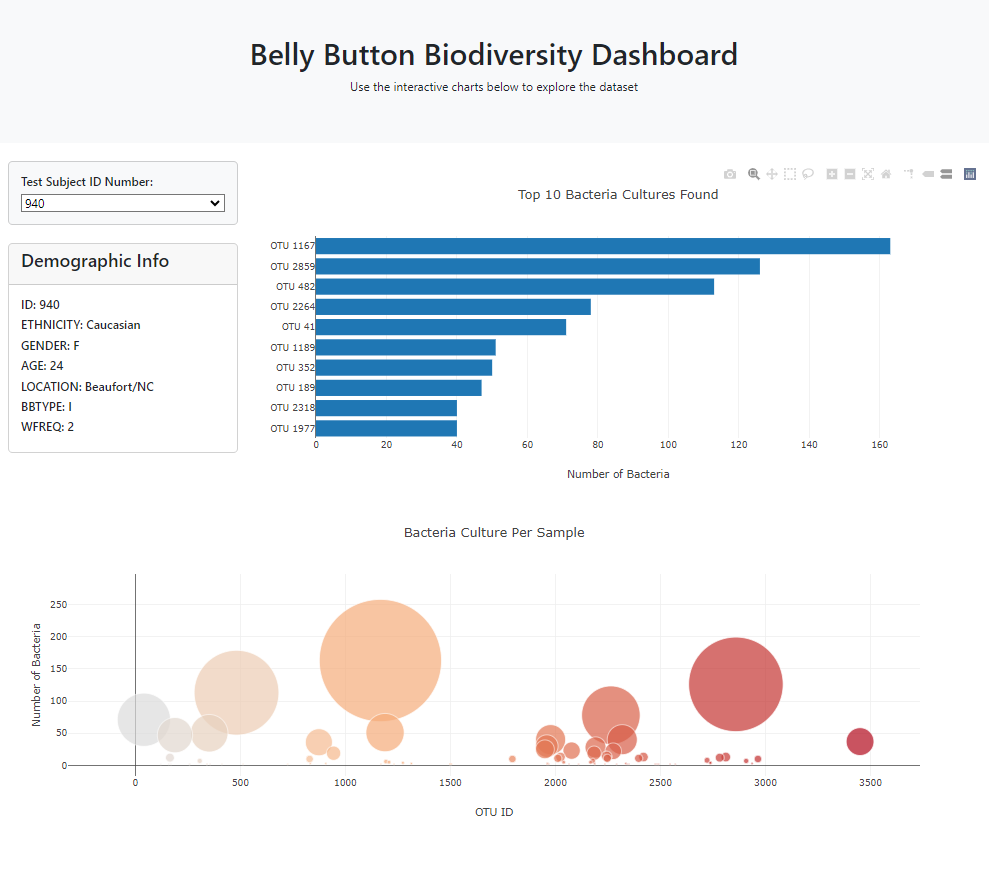 Belly Button Biodiversity Dashboard
Use the interactive charts below to explore the dataset
Test Subject ID Number:
940
Demographic Info
ID: 940
ETHNICITY: Caucasian
GENDER: F
AGE: 24
LOCATION: Beaufort/NC
BBTYPE: I
WFREQ: 2
Top 10 Bacteria Cultures Found
OTU 1167
OTU 2859
OTU 482
OTU 2264
OTU 41
OTU 1189
OTU 352
OTU 189
OTU 2318
OTU 1977
0 20 40 60 80 100 120 140 160
Number of Bacteria
Bacteria Culture Per Sample
Number of Bacteria
250
200
150
100
50
0
0 500 1000 1500 2000 2500 3000 3500
OTU ID